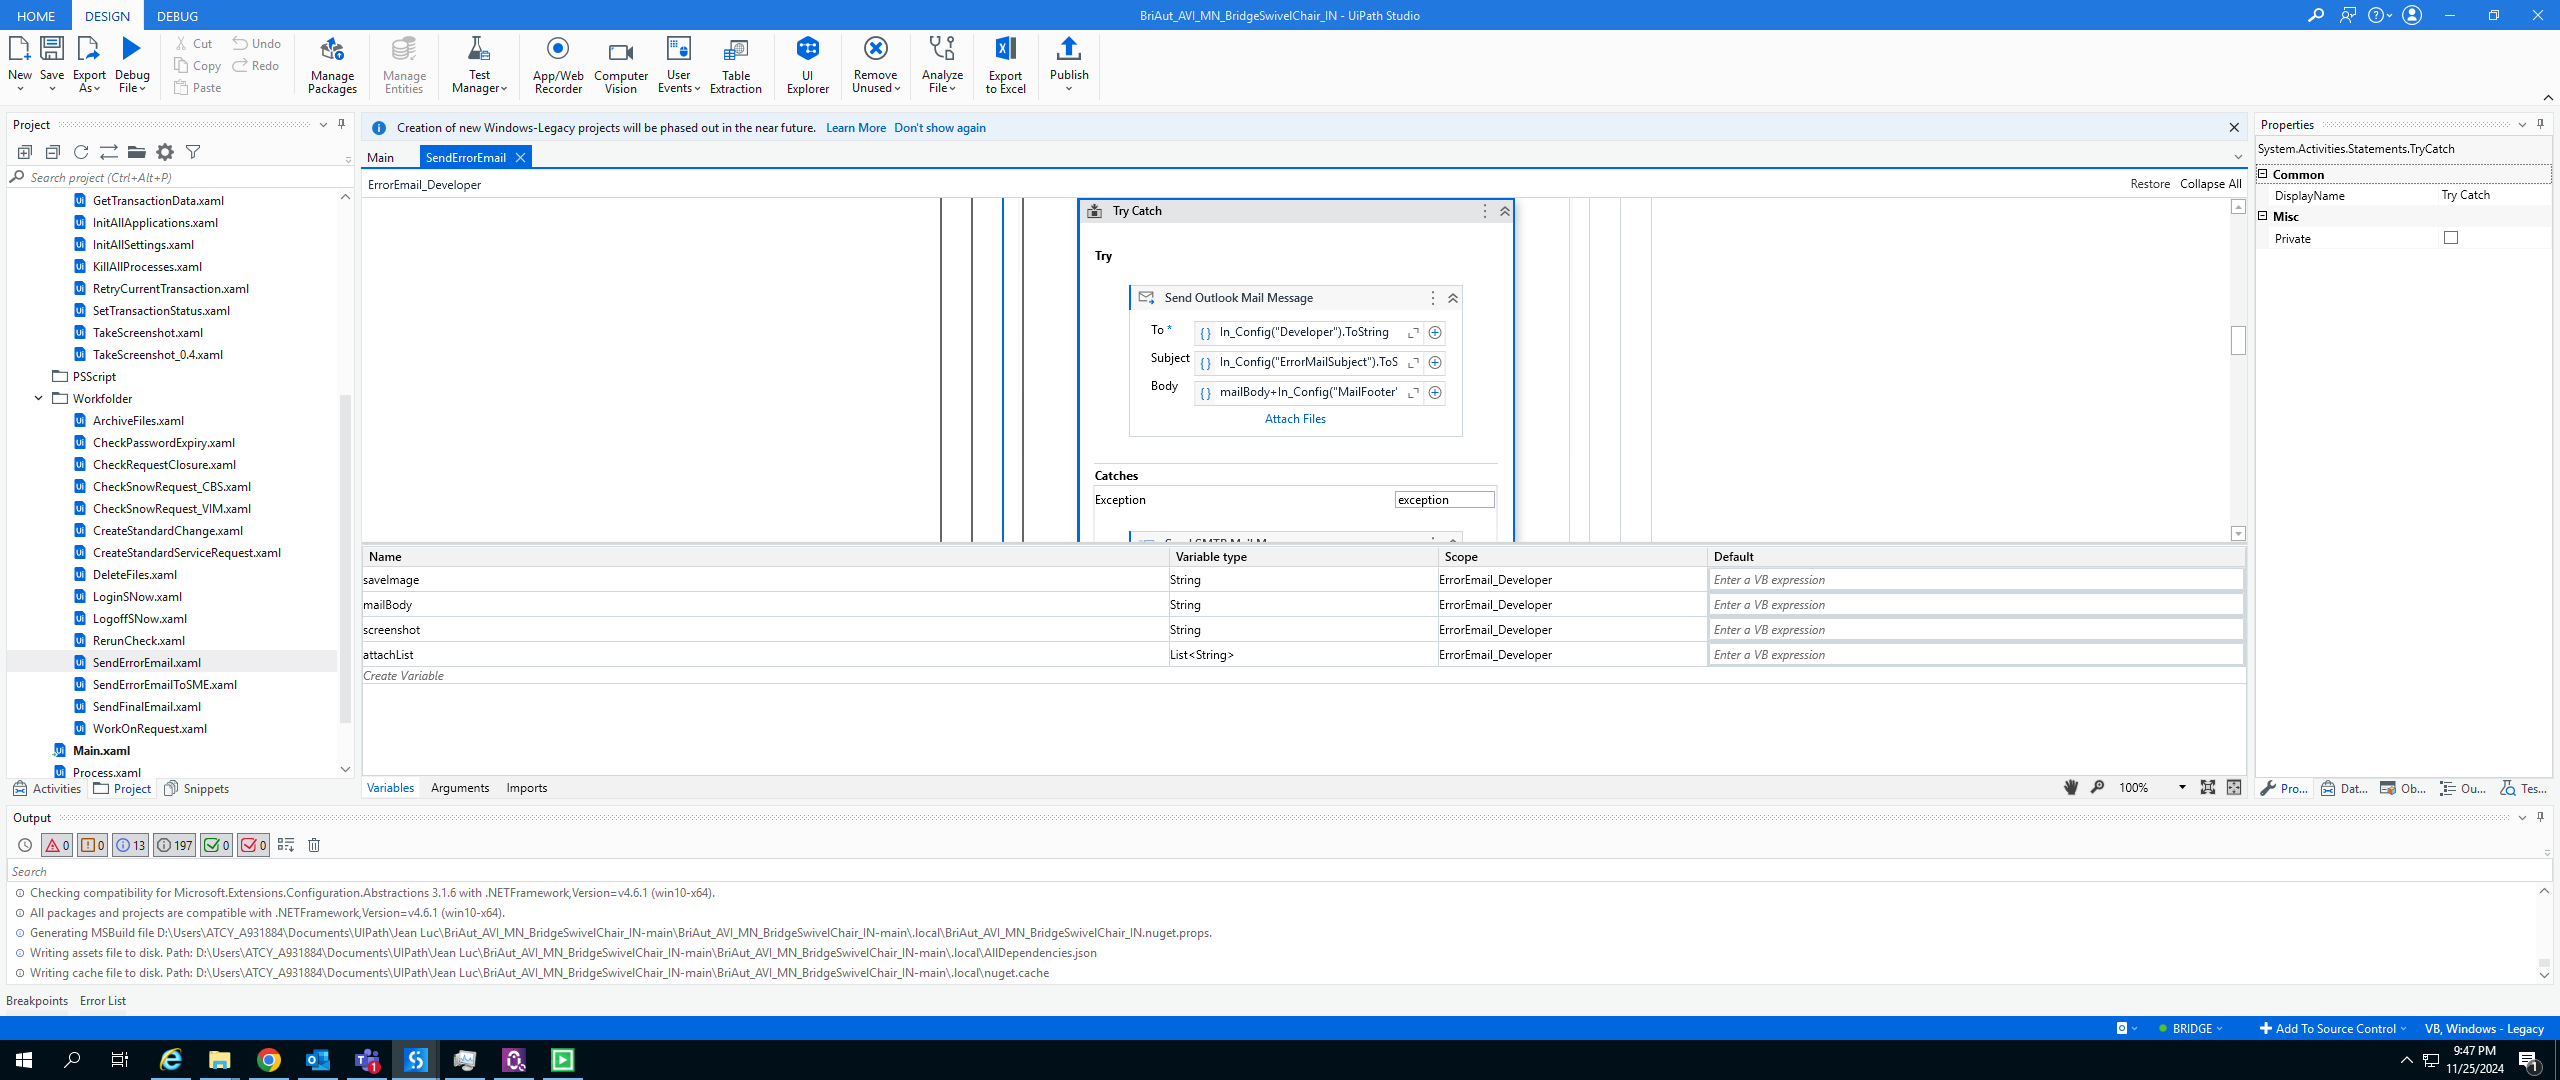 HOME DESIGN DEBUG
BriAut_AVI_MN_BridgeSwivelChair_IN - UiPath Studio
New Save Export As Debug File
Cut Copy Paste Undo Redo
Manage Packages
Manage Entities
Test Manager
App/Web Recorder
Computer Vision
User Events
Table Extraction
UI Explorer
Remove Unused
Analyze File
Export to Excel
Publish
Project
Search project (Ctrl+Alt+P)
GetTransactionData.xaml
InitAllApplications.xaml
InitAllSettings.xaml
KillAllProcesses.xaml
RetryCurrentTransaction.xaml
SetTransactionStatus.xaml
TakeScreenshot.xaml
TakeScreenshot_0.4.xaml
PSScript
Workfolder
ArchiveFiles.xaml
CheckPasswordExpiry.xaml
CheckRequestClosure.xaml
CheckSnowRequest_CBS.xaml
CheckSnowRequest_VIM.xaml
CreateStandardChange.xaml
CreateStandardServiceRequest.xaml
DeleteFiles.xaml
LoginSNow.xaml
LogoffSNow.xaml
RerunCheck.xaml
SendErrorEmail.xaml
SendErrorEmailToSME.xaml
SendFinalEmail.xaml
WorkOnRequest.xaml
Main.xaml
Process.xaml
Activities Project Snippets
Creation of new Windows-Legacy projects will be phased out in the near future. Learn More Don't show again
Main SendErrorEmail
ErrorEmail_Developer
Restore Collapse All
Try Catch
Try
Send Outlook Mail Message
To * In_Config("Developer").ToString
Subject In_Config("ErrorMailSubject").ToS
Body mailBody+In_Config("MailFooter"
Attach Files
Catches
Exception exception
Name Variable type Scope Default
saveImage String ErrorEmail_Developer Enter a VB expression
mailBody String ErrorEmail_Developer Enter a VB expression
screenshot String ErrorEmail_Developer Enter a VB expression
attachList List<String> ErrorEmail_Developer Enter a VB expression
Create Variable
Variables Arguments Imports
100%
Properties
System.Activities.Statements.TryCatch
Common
DisplayName Try Catch
Misc
Private
Pro... Dat... Ob... Ou... Tes...
Output
0 0 13 197 0 0
Search
Checking compatibility for Microsoft.Extensions.Configuration.Abstractions 3.1.6 with .NETFramework,Version=v4.6.1 (win10-x64).
All packages and projects are compatible with .NETFramework,Version=v4.6.1 (win10-x64).
Generating MSBuild file D:\Users\ATCY_A931884\Documents\UIPath\Jean Luc\BriAut_AVI_MN_BridgeSwivelChair_IN-main\BriAut_AVI_MN_BridgeSwivelChair_IN-main\.local\BriAut_AVI_MN_BridgeSwivelChair_IN.nuget.props.
Writing assets file to disk. Path: D:\Users\ATCY_A931884\Documents\UIPath\Jean Luc\BriAut_AVI_MN_BridgeSwivelChair_IN-main\BriAut_AVI_MN_BridgeSwivelChair_IN-main\.local\AllDependencies.json
Writing cache file to disk. Path: D:\Users\ATCY_A931884\Documents\UIPath\Jean Luc\BriAut_AVI_MN_BridgeSwivelChair_IN-main\BriAut_AVI_MN_BridgeSwivelChair_IN-main\.local\nuget.cache
Breakpoints Error List
BRIDGE Add To Source Control VB, Windows - Legacy
9:47 PM
11/25/2024